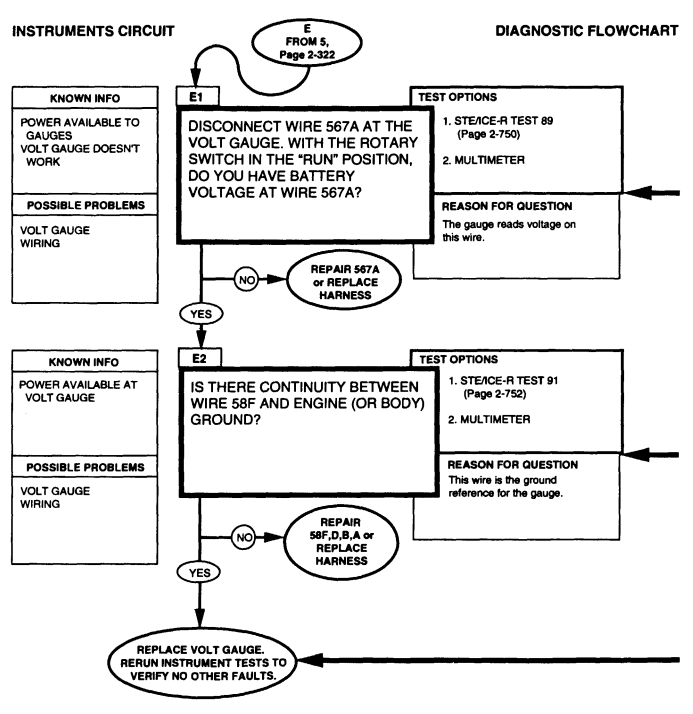 INSTRUMENTS CIRCUIT
DIAGNOSTIC FLOWCHART
E
FROM 5,
Page 2-322
KNOWN INFO
POWER AVAILABLE TO
GAUGES
VOLT GAUGE DOESN'T
WORK
POSSIBLE PROBLEMS
VOLT GAUGE
WIRING
E1
DISCONNECT WIRE 567A AT THE
VOLT GAUGE. WITH THE ROTARY
SWITCH IN THE "RUN" POSITION,
DO YOU HAVE BATTERY
VOLTAGE AT WIRE 567A?
TEST OPTIONS
1. STE/ICE-R TEST 89
(Page 2-750)
2. MULTIMETER
REASON FOR QUESTION
The gauge reads voltage on
this wire.
NO
REPAIR 567A
or REPLACE
HARNESS
YES
KNOWN INFO
POWER AVAILABLE AT
VOLT GAUGE
POSSIBLE PROBLEMS
VOLT GAUGE
WIRING
E2
IS THERE CONTINUITY BETWEEN
WIRE 58F AND ENGINE (OR BODY)
GROUND?
TEST OPTIONS
1. STE/ICE-R TEST 91
(Page 2-752)
2. MULTIMETER
REASON FOR QUESTION
This wire is the ground
reference for the gauge.
NO
REPAIR
58F,D,B,A or
REPLACE
HARNESS
YES
REPLACE VOLT GAUGE.
RERUN INSTRUMENT TESTS TO
VERIFY NO OTHER FAULTS.